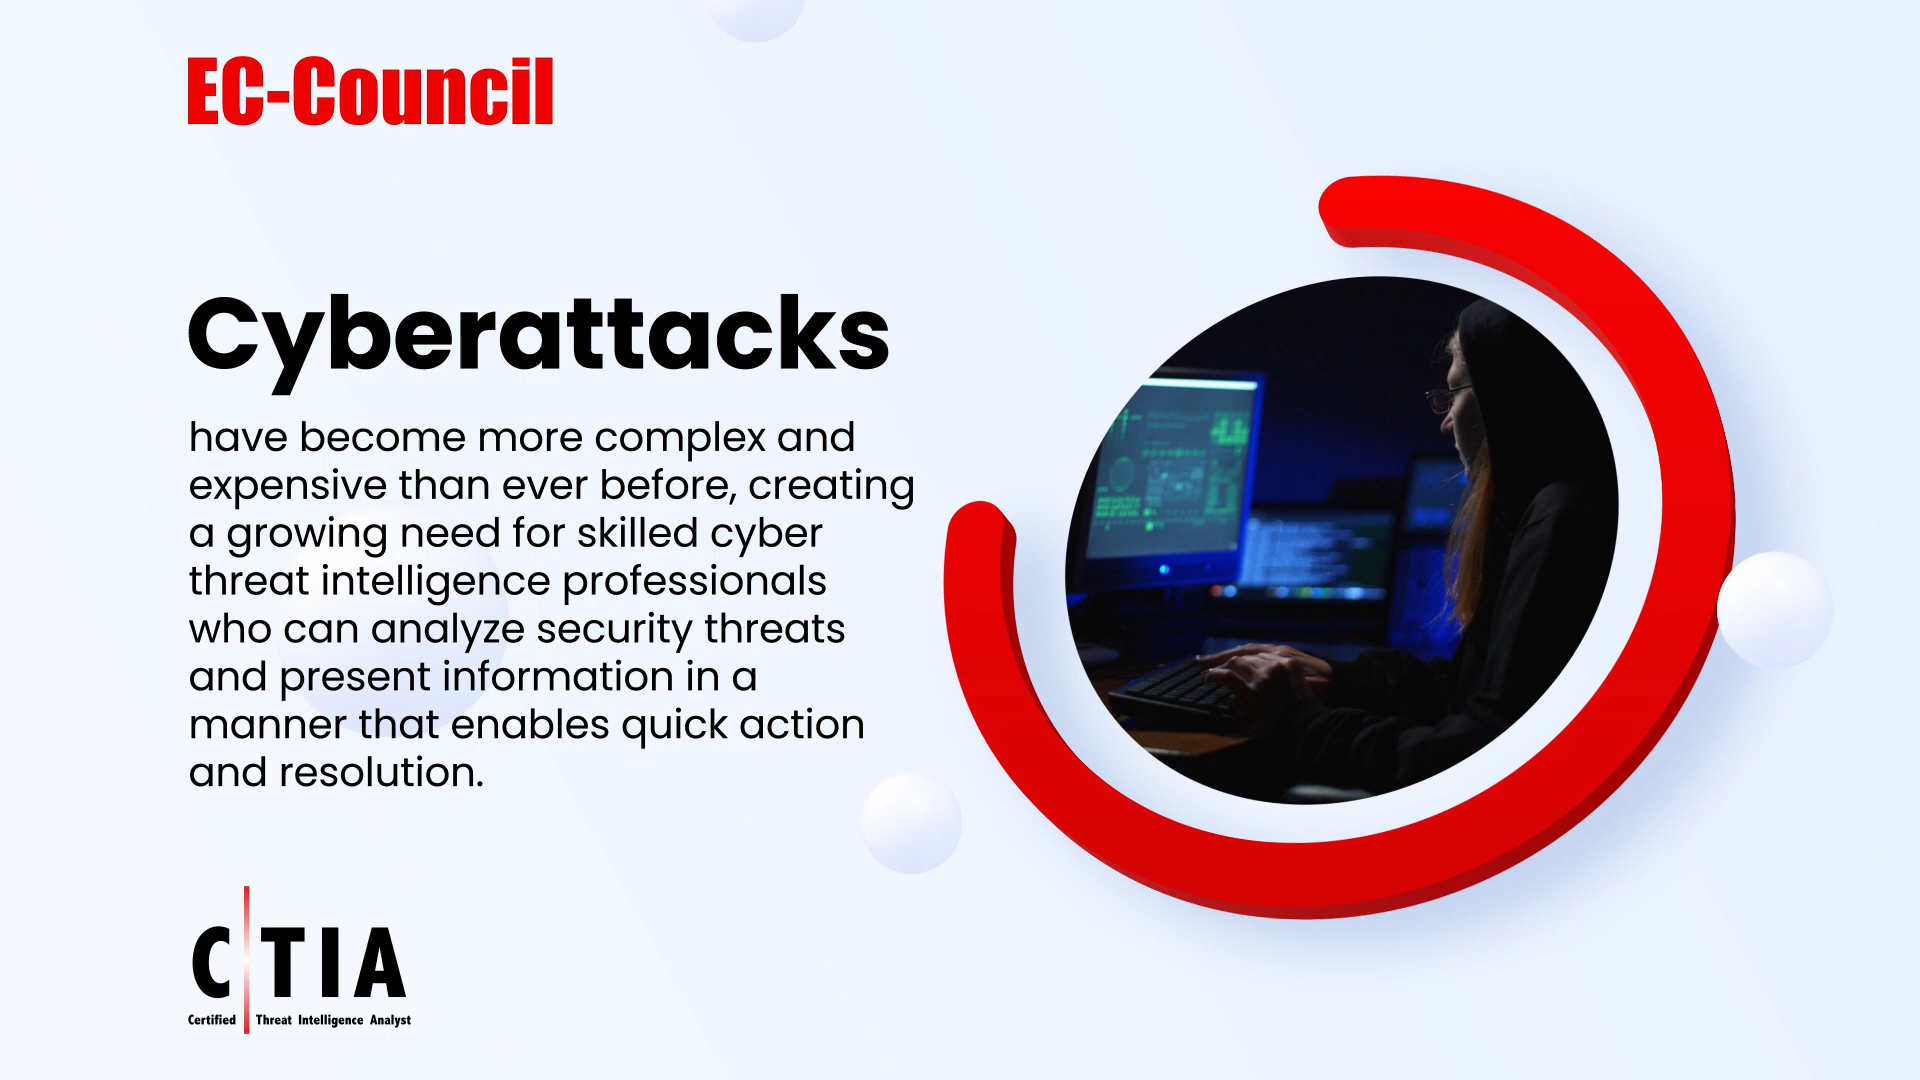 EC-Council
Cyberattacks
have become more complex and
expensive than ever before, creating
a growing need for skilled cyber
threat intelligence professionals
who can analyze security threats
and present information in a
manner that enables quick action
and resolution.
C TIA
Certified Threat Intelligence Analyst